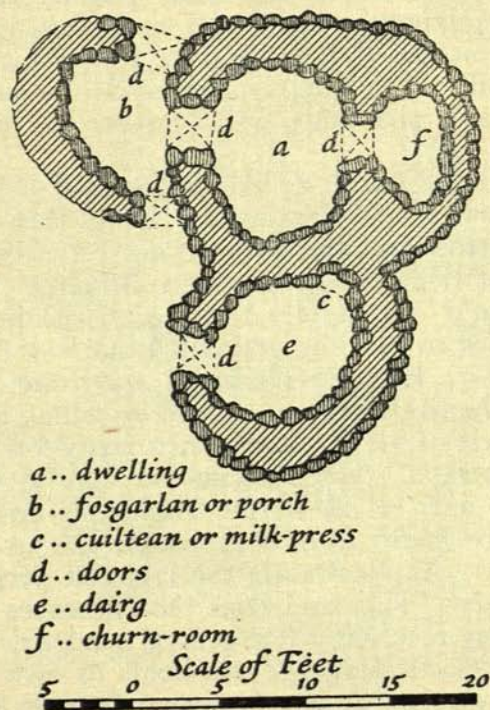 d
b
d
a
d
f
d
c
d
e
a .. dwelling
b .. fosgarlan or porch
c .. cuiltean or milk-press
d .. doors
e .. dairg
f .. churn-room
Scale of Feet
5 0 5 10 15 20